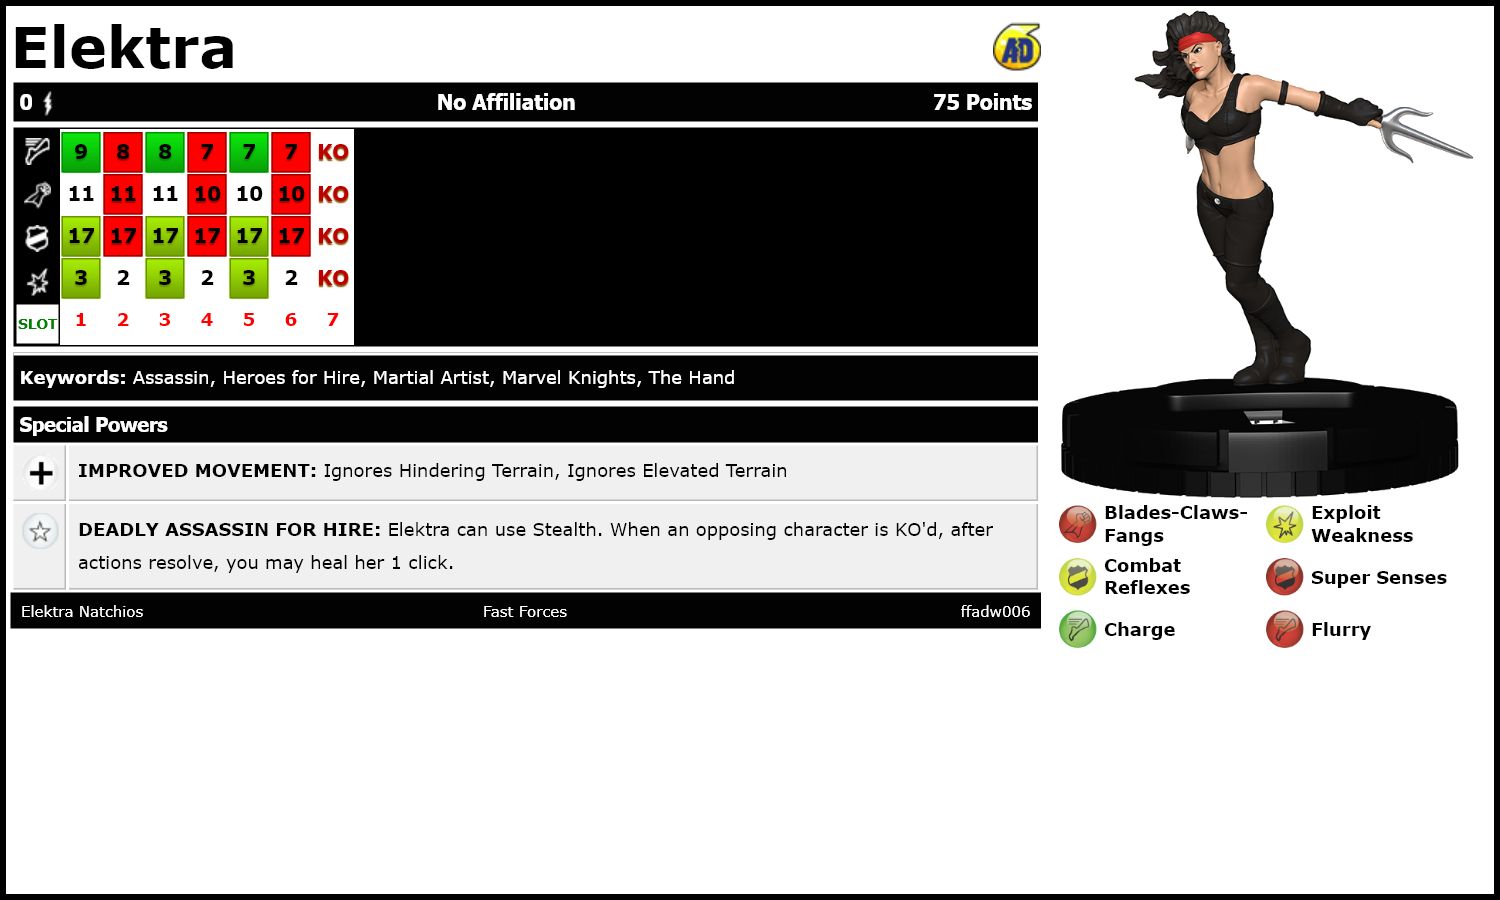 Elektra
AD
0 No Affiliation 75 Points
9 8 8 7 7 7 KO
11 11 11 10 10 10 KO
17 17 17 17 17 17 KO
3 2 3 2 3 2 KO
SLOT 1 2 3 4 5 6 7
Keywords: Assassin, Heroes for Hire, Martial Artist, Marvel Knights, The Hand
Special Powers
IMPROVED MOVEMENT: Ignores Hindering Terrain, Ignores Elevated Terrain
DEADLY ASSASSIN FOR HIRE: Elektra can use Stealth. When an opposing character is KO'd, after
actions resolve, you may heal her 1 click.
Elektra Natchios Fast Forces ffadw006
Blades-Claws-
Fangs
Exploit
Weakness
Combat
Reflexes
Super Senses
Charge
Flurry